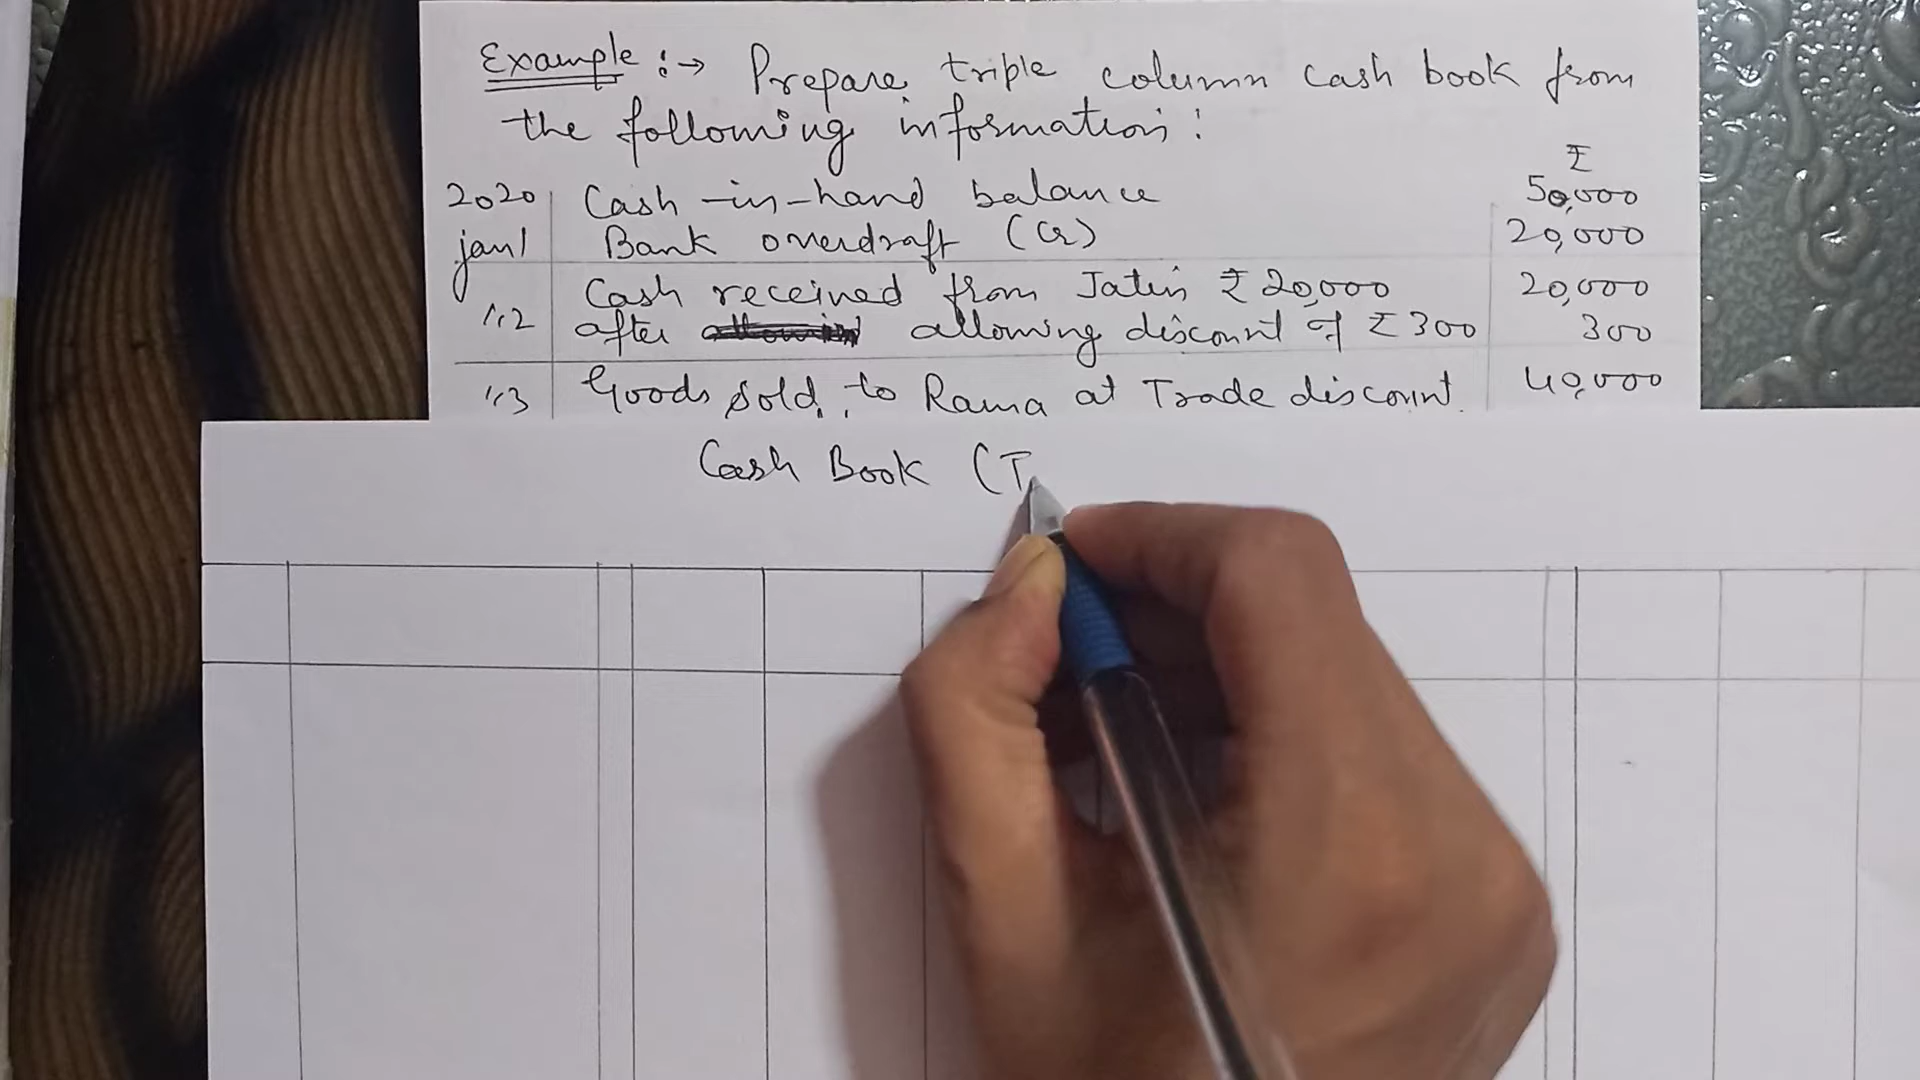 Example :→ Prepare triple column cash book from
the following information :
₹
2020 Cash-in-hand balance 50,000
jan 1 Bank overdraft (Cr) 20,000
Cash received from Jatin ₹20,000 20,000
"2 after allowing discount of ₹300 300
"3 Goods sold to Rama at Trade discount 40,000
Cash Book (T